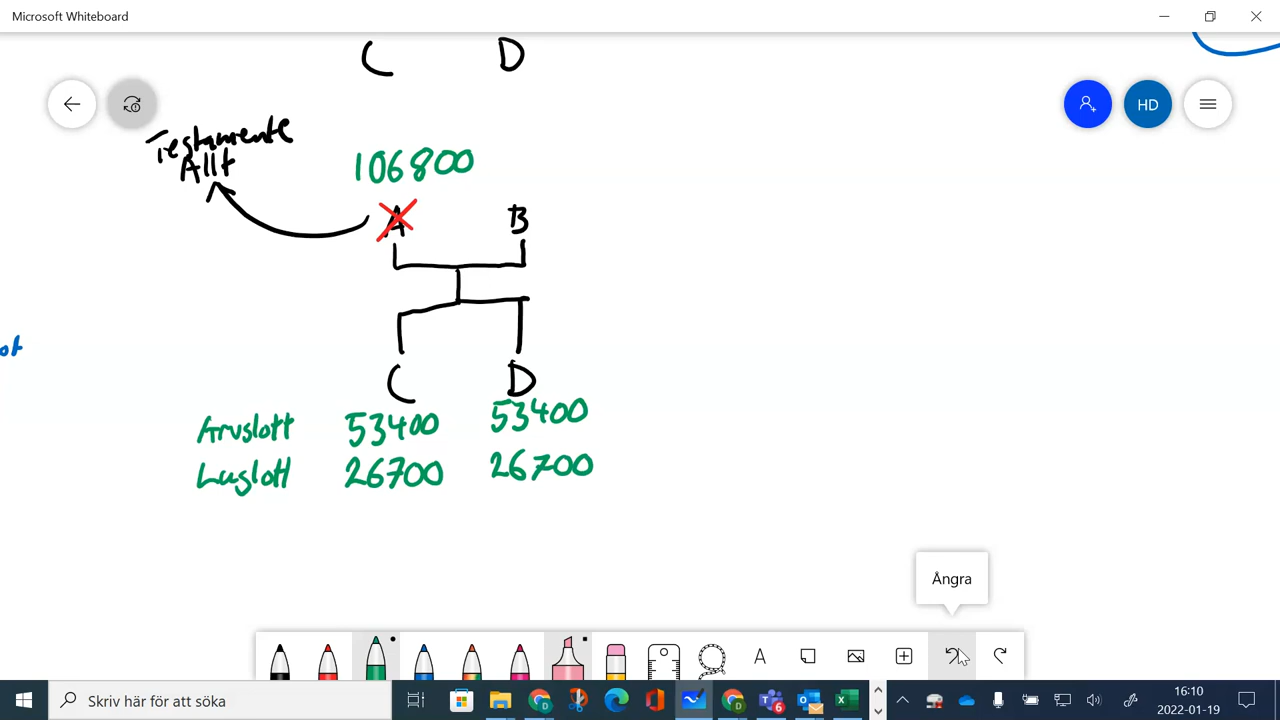 Microsoft Whiteboard
C D
HD
Testamente
Allt
106800
A B
C D
Arvslott 53400 53400
Laglott 26700 26700
Ångra
A
Skriv här för att söka
6
16:10
2022-01-19